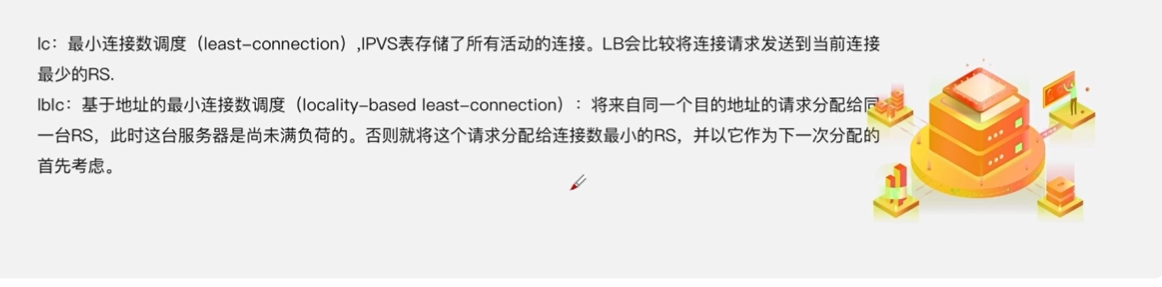 lc：最小连接数调度（least-connection）,IPVS表存储了所有活动的连接。LB会比较将连接请求发送到当前连接
最少的RS.
lblc：基于地址的最小连接数调度（locality-based least-connection）：将来自同一个目的地址的请求分配给同
一台RS，此时这台服务器是尚未满负荷的。否则就将这个请求分配给连接数最小的RS，并以它作为下一次分配的
首先考虑。